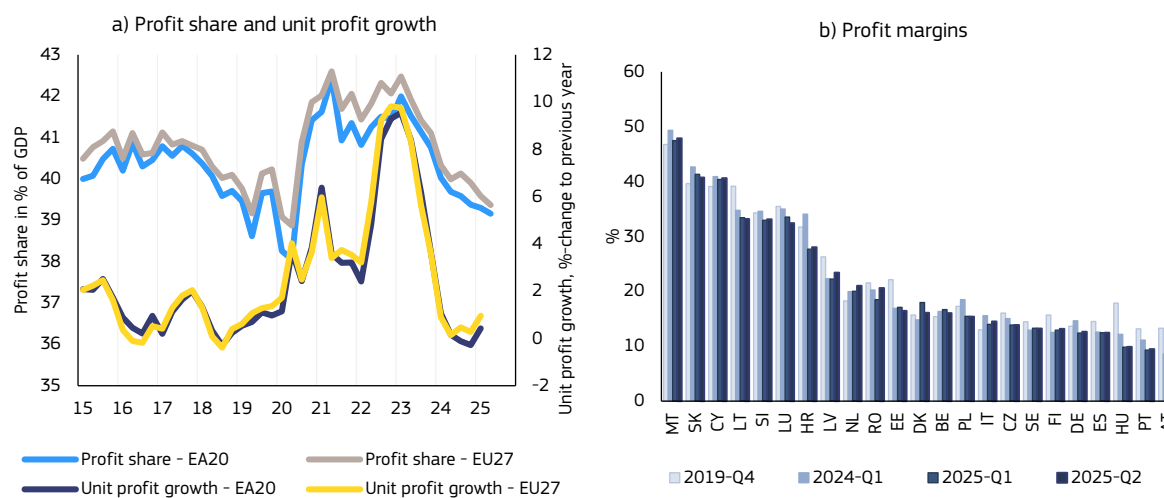 a) Profit share and unit profit growth
Profit share in % of GDP
43
42
41
40
39
38
37
36
35
12
10
8
6
4
2
0
-2
Unit profit growth, %-change to previous year
15 16 17 18 19 20 21 22 23 24 25
Profit share - EA20
Profit share - EU27
Unit profit growth - EA20
Unit profit growth - EU27
b) Profit margins
%
60
50
40
30
20
10
0
MT SK CY LT SI LU HR LV NL RO EE DK BE PL IT CZ SE FI DE ES HU PT AT
2019-Q4 2024-Q1 2025-Q1 2025-Q2